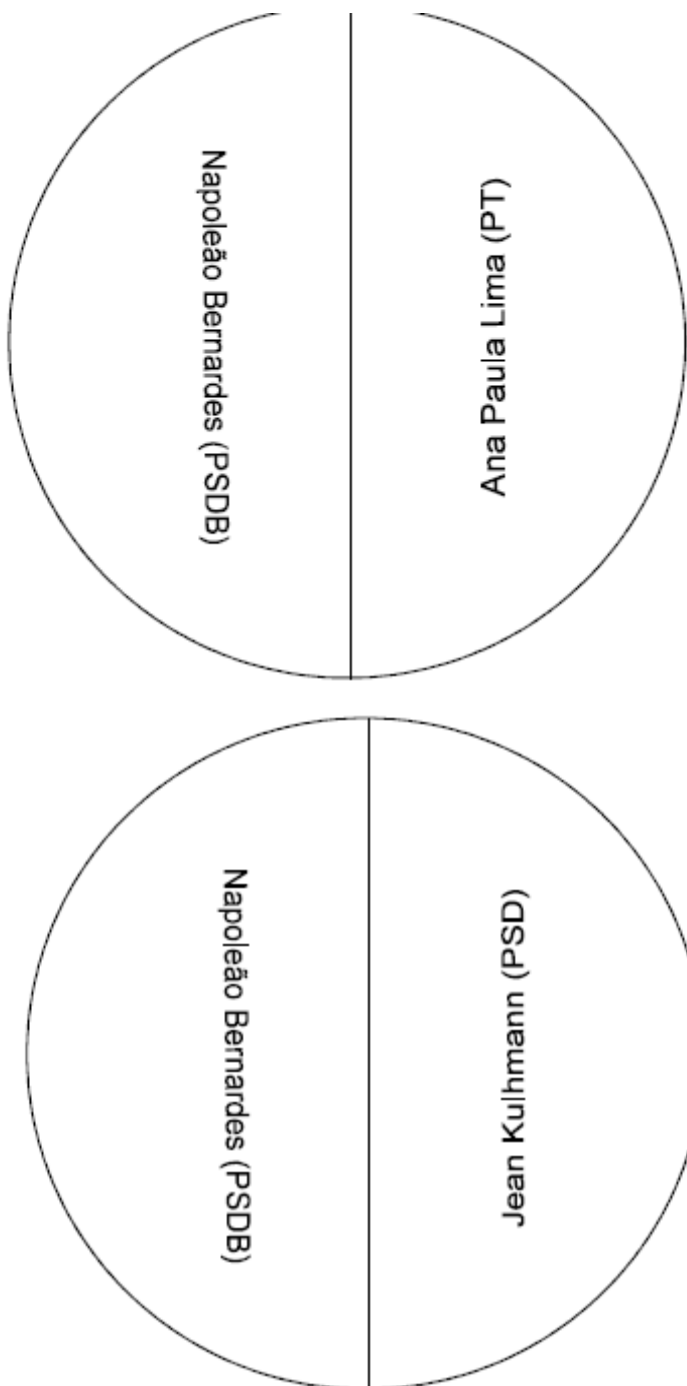 Napoleão Bernardes (PSDB)
Ana Paula Lima (PT)
Napoleão Bernardes (PSDB)
Jean Kulhmann (PSD)